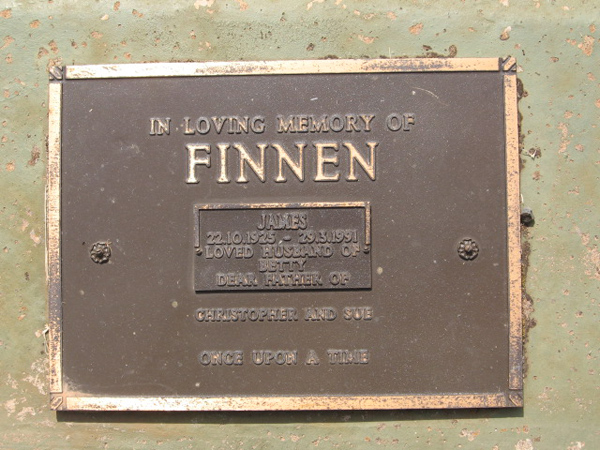 IN LOVING MEMORY OF
FINNEN
JAMES
22.10.1925 - 29.3.1991
LOVED HUSBAND OF
BETTY
DEAR FATHER OF
CHRISTOPHER AND SUE
ONCE UPON A TIME